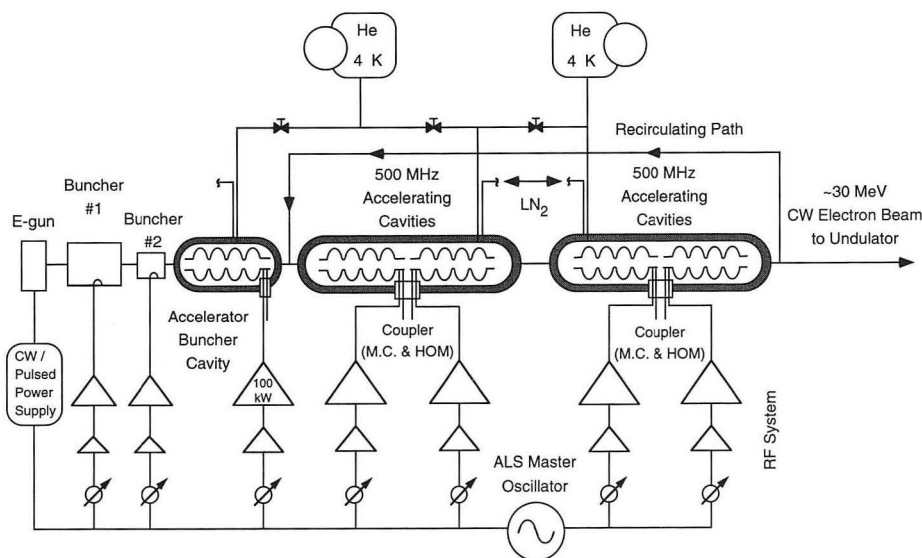 He
4 K
He
4 K
Recirculating Path
Buncher
#1
500 MHz
Accelerating
Cavities
LN2
500 MHz
Accelerating
Cavities
~30 MeV
CW Electron Beam
to Undulator
E-gun
Buncher
#2
Accelerator
Buncher
Cavity
Coupler
(M.C. & HOM)
Coupler
(M.C. & HOM)
CW /
Pulsed
Power
Supply
100
kW
RF System
ALS Master
Oscillator